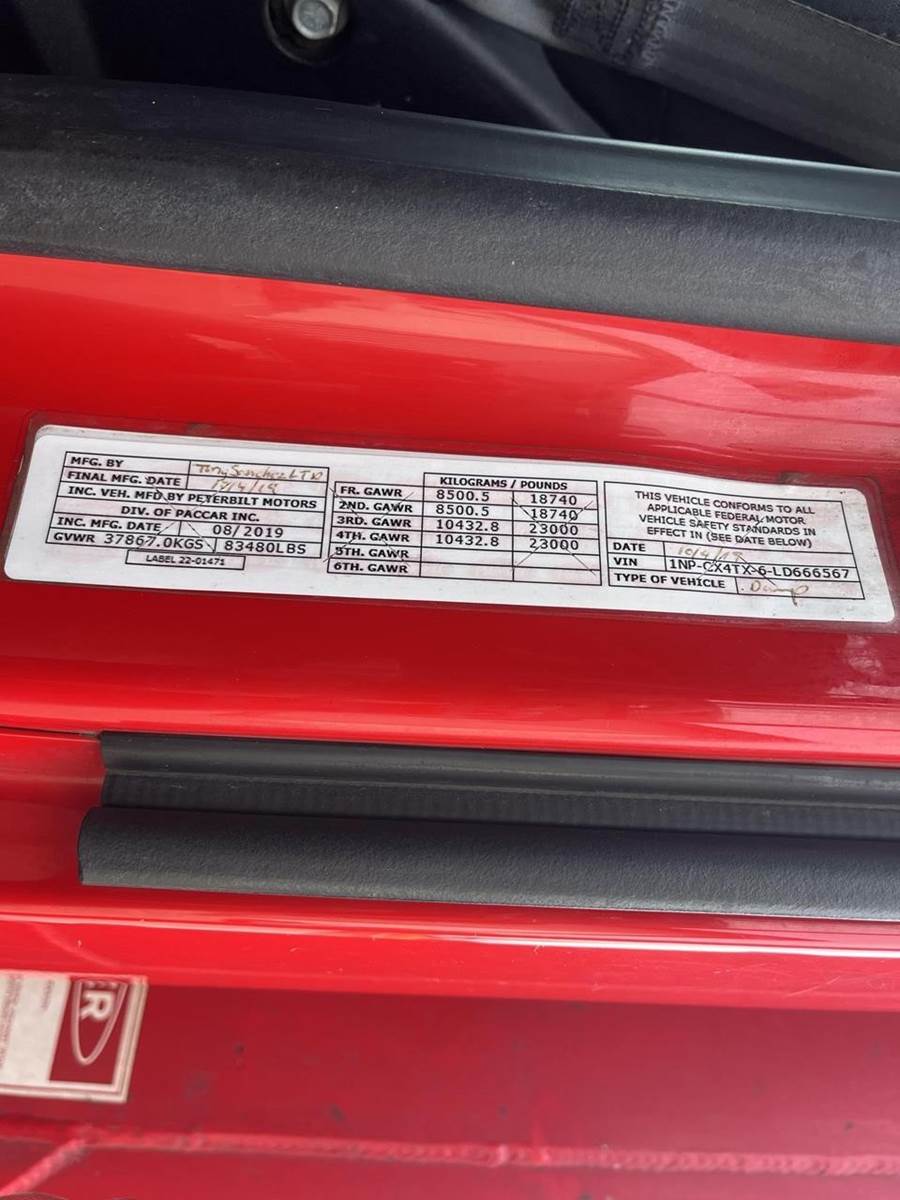 MFG. BY Tony Sanchez LTD
FINAL MFG. DATE
INC. VEH. MFD BY PETERBILT MOTORS
DIV. OF PACCAR INC.
INC. MFG. DATE 08/2019
GVWR 37867.0KGS 83480LBS
LABEL 22-01471
KILOGRAMS / POUNDS
FR. GAWR 8500.5 18740
2ND. GAWR 8500.5 18740
3RD. GAWR 10432.8 23000
4TH. GAWR 10432.8 23000
5TH. GAWR
6TH. GAWR
THIS VEHICLE CONFORMS TO ALL
APPLICABLE FEDERAL MOTOR
VEHICLE SAFETY STANDARDS IN
EFFECT IN (SEE DATE BELOW)
DATE
VIN 1NP-CX4TX-6-LD666567
TYPE OF VEHICLE Dump
ER